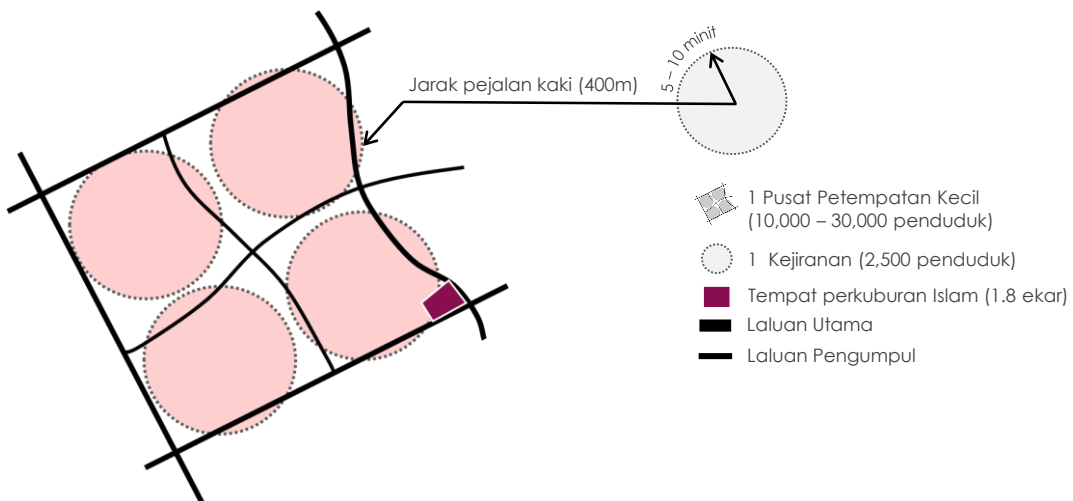 5 – 10 minit
Jarak pejalan kaki (400m)
1 Pusat Petempatan Kecil
(10,000 – 30,000 penduduk)
1 Kejiranan (2,500 penduduk)
Tempat perkuburan Islam (1.8 ekar)
Laluan Utama
Laluan Pengumpul